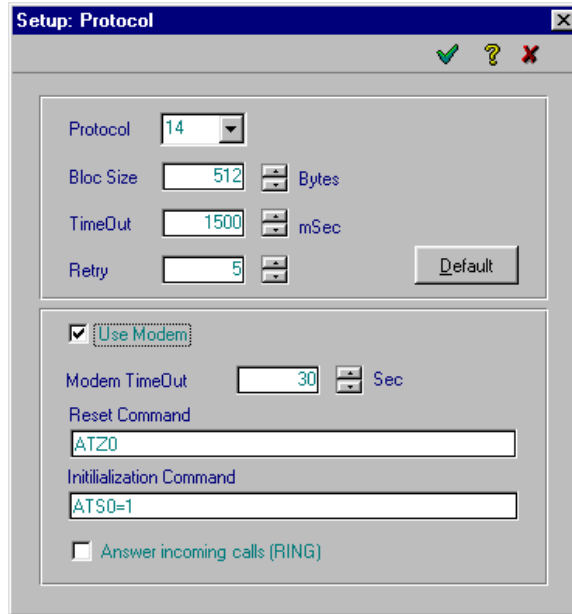 Setup: Protocol
Protocol 14
Bloc Size 512 Bytes
TimeOut 1500 mSec
Retry 5 Default
Use Modem
Modem TimeOut 30 Sec
Reset Command
ATZ0
Initilialization Command
ATS0=1
Answer incoming calls (RING)